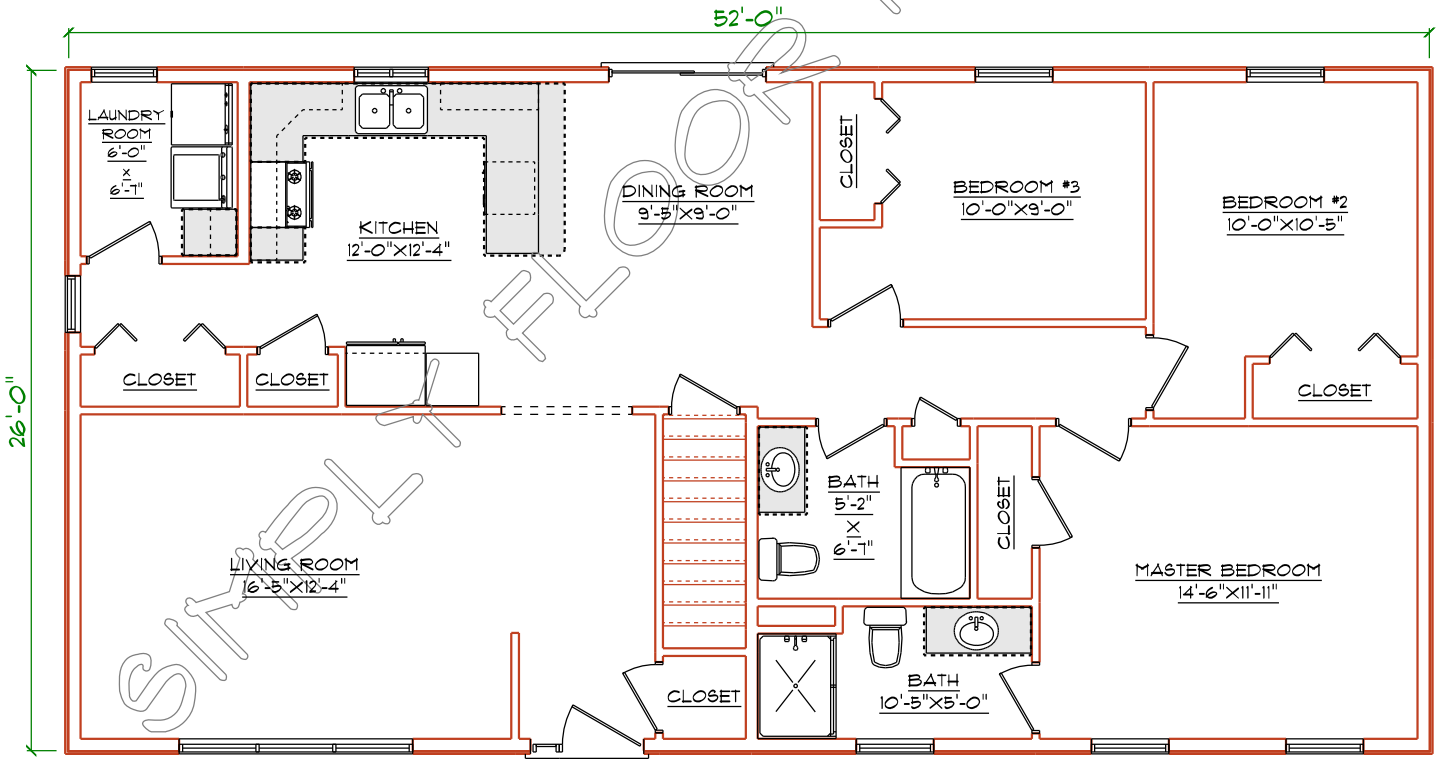 52'-0"
26'-0"
LAUNDRY
ROOM
6'-0"
x
6'-7"
KITCHEN
12'-0"X12'-4"
DINING ROOM
9'-5"X9'-0"
CLOSET
BEDROOM #3
10'-0"X9'-0"
BEDROOM #2
10'-0"X10'-5"
CLOSET
CLOSET
CLOSET
LIVING ROOM
16'-5"X12'-4"
BATH
5'-2"
X
6'-7"
CLOSET
MASTER BEDROOM
14'-6"X11'-11"
CLOSET
BATH
10'-5"X5'-0"
SIMPLY FLOOR